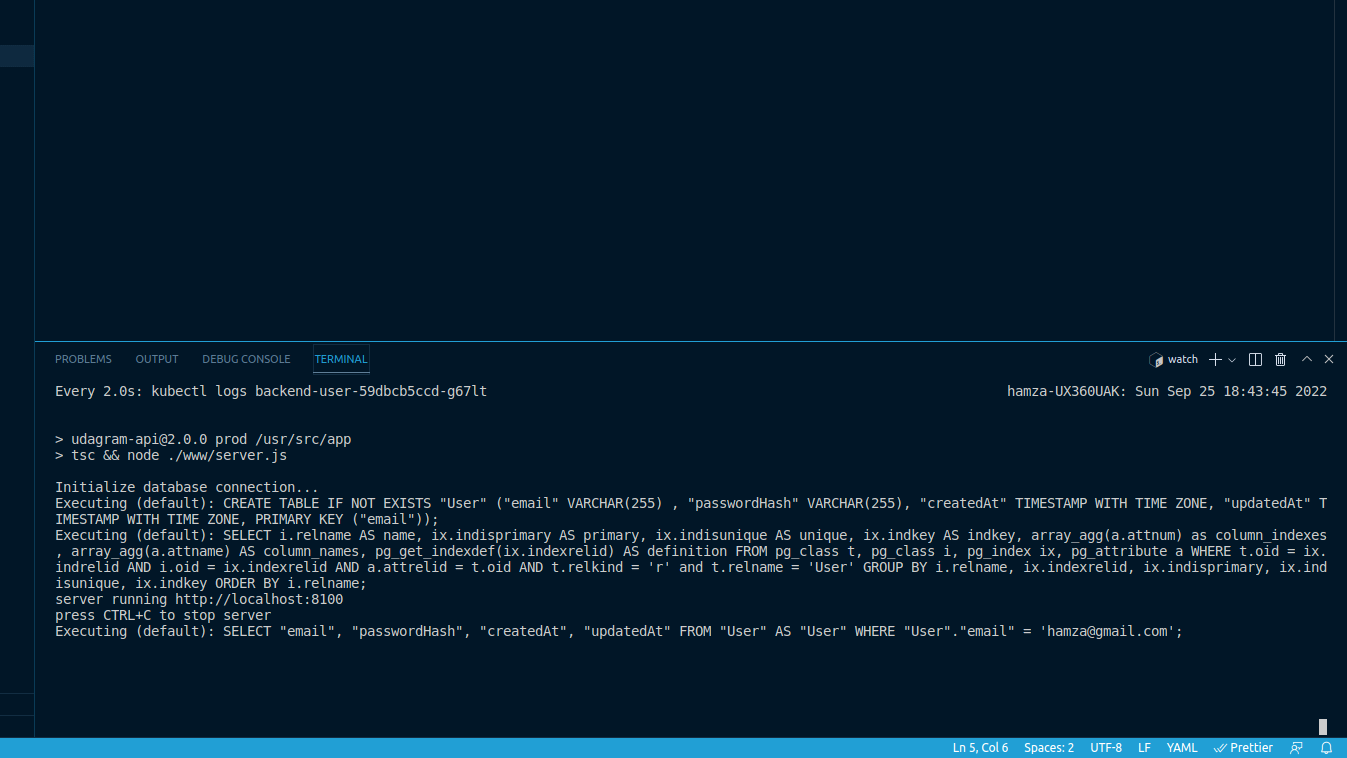 PROBLEMS OUTPUT DEBUG CONSOLE TERMINAL watch
Every 2.0s: kubectl logs backend-user-59dbcb5ccd-g67lt hamza-UX360UAK: Sun Sep 25 18:43:45 2022
> udagram-api@2.0.0 prod /usr/src/app
> tsc && node ./www/server.js
Initialize database connection...
Executing (default): CREATE TABLE IF NOT EXISTS "User" ("email" VARCHAR(255) , "passwordHash" VARCHAR(255), "createdAt" TIMESTAMP WITH TIME ZONE, "updatedAt" T
IMESTAMP WITH TIME ZONE, PRIMARY KEY ("email"));
Executing (default): SELECT i.relname AS name, ix.indisprimary AS primary, ix.indisunique AS unique, ix.indkey AS indkey, array_agg(a.attnum) as column_indexes
, array_agg(a.attname) AS column_names, pg_get_indexdef(ix.indexrelid) AS definition FROM pg_class t, pg_class i, pg_index ix, pg_attribute a WHERE t.oid = ix.
indrelid AND i.oid = ix.indexrelid AND a.attrelid = t.oid AND t.relkind = 'r' and t.relname = 'User' GROUP BY i.relname, ix.indexrelid, ix.indisprimary, ix.ind
isunique, ix.indkey ORDER BY i.relname;
server running http://localhost:8100
press CTRL+C to stop server
Executing (default): SELECT "email", "passwordHash", "createdAt", "updatedAt" FROM "User" AS "User" WHERE "User"."email" = 'hamza@gmail.com';
Ln 5, Col 6 Spaces: 2 UTF-8 LF YAML Prettier